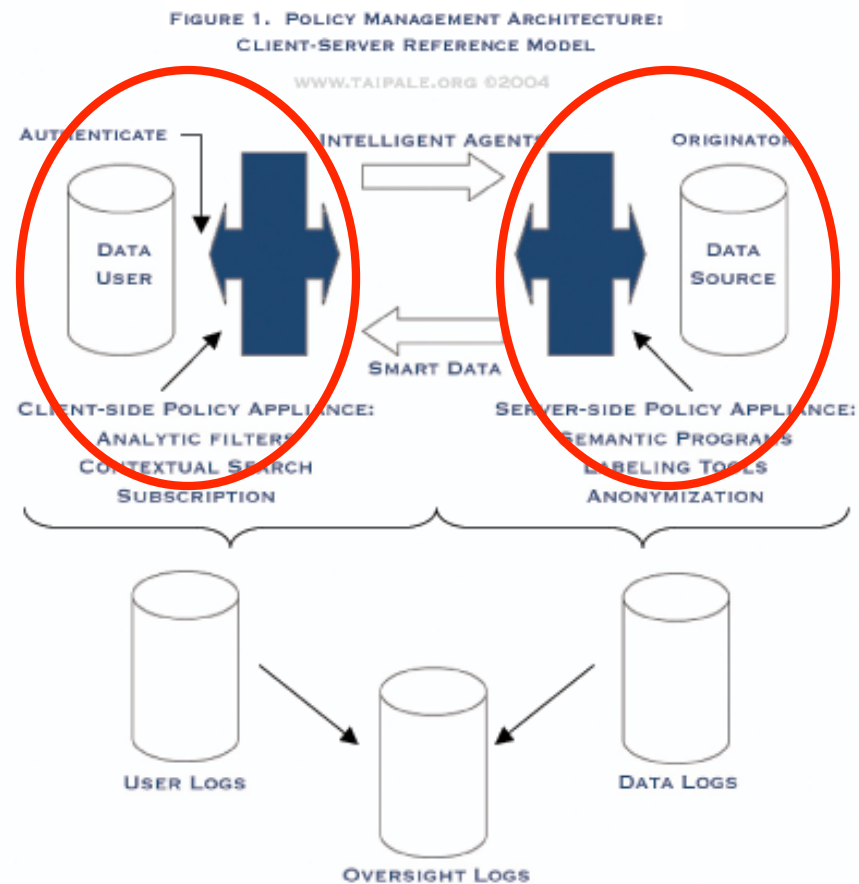 FIGURE 1. POLICY MANAGEMENT ARCHITECTURE:
CLIENT-SERVER REFERENCE MODEL
WWW.TAIPALE.ORG ©2004
AUTHENTICATE
INTELLIGENT AGENTS
ORIGINATOR
DATA
USER
DATA
SOURCE
SMART DATA
CLIENT-SIDE POLICY APPLIANCE:
ANALYTIC FILTERS
CONTEXTUAL SEARCH
SUBSCRIPTION
SERVER-SIDE POLICY APPLIANCE:
SEMANTIC PROGRAMS
LABELING TOOLS
ANONYMIZATION
USER LOGS
DATA LOGS
OVERSIGHT LOGS